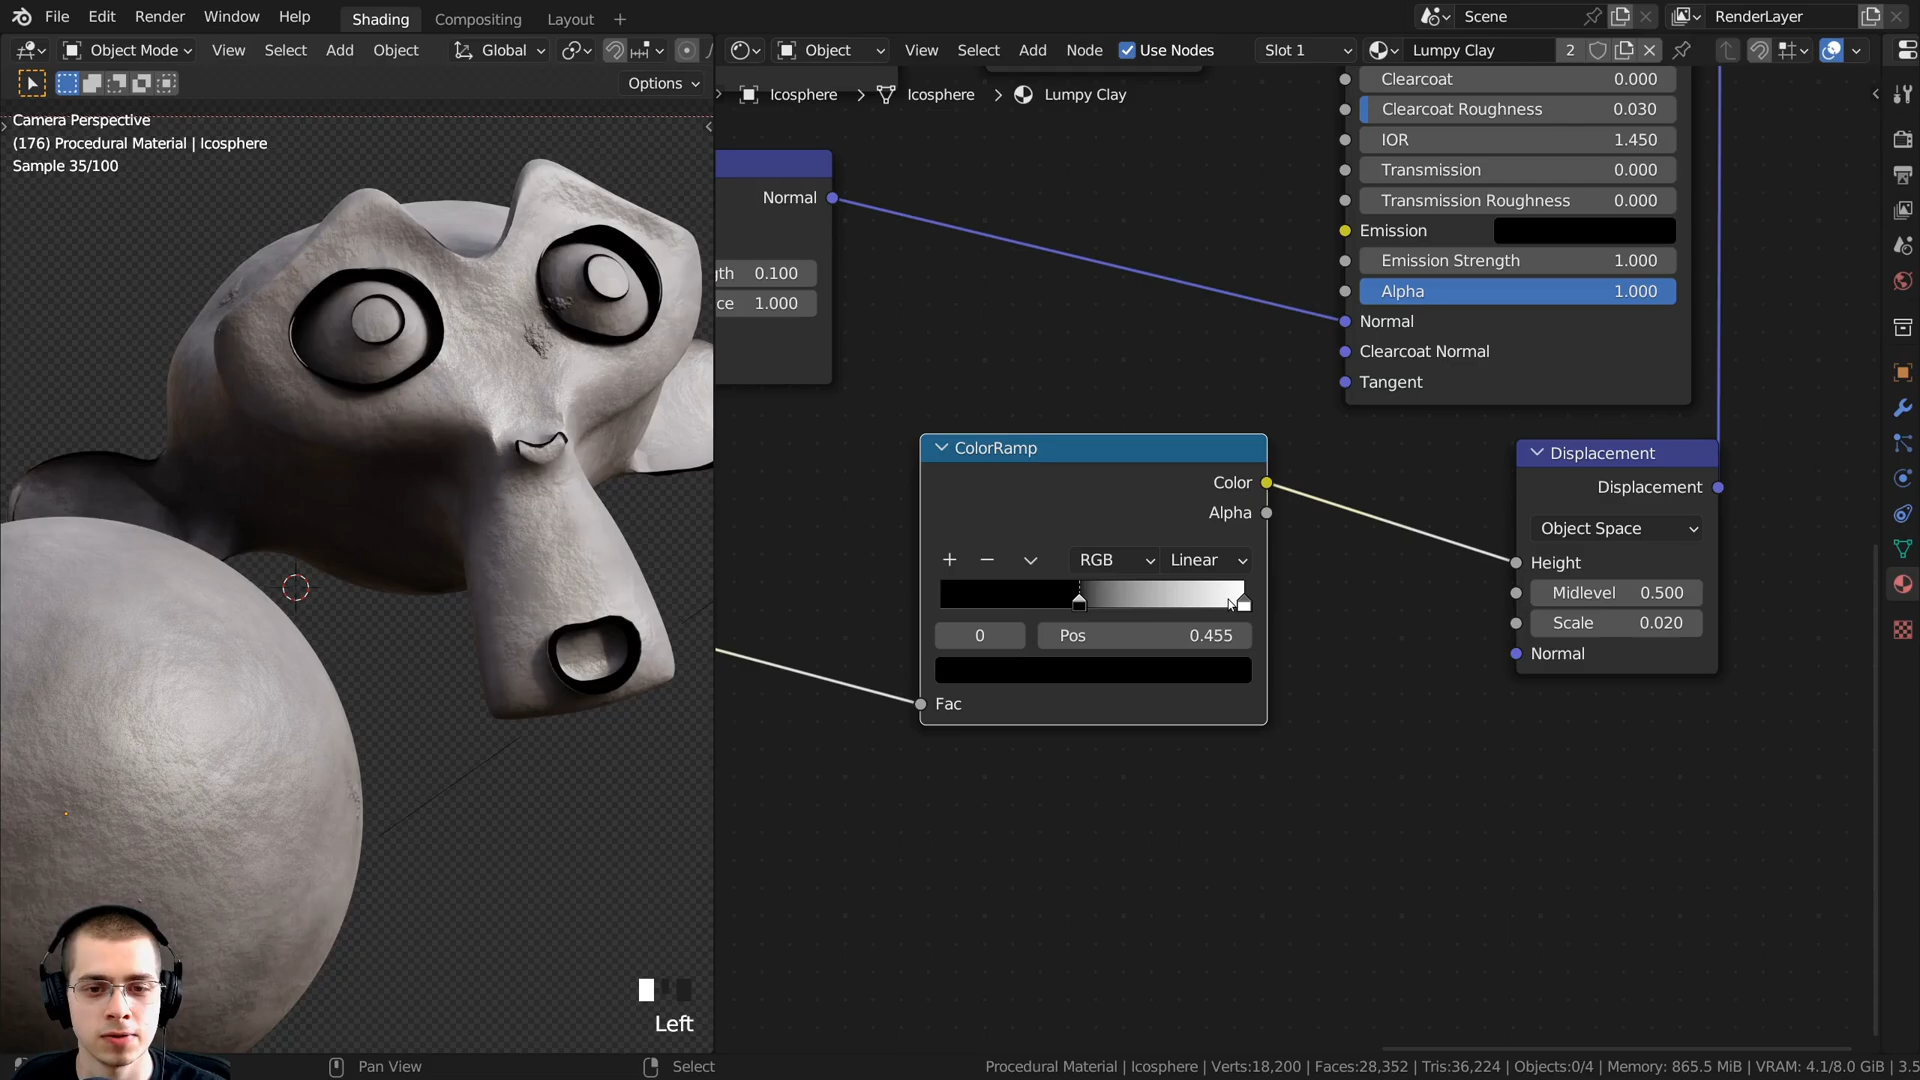 File Edit Render Window Help Shading Compositing Layout + Scene RenderLayer
Object Mode View Select Add Object Global Object View Select Add Node Use Nodes Slot 1 Lumpy Clay 2
Options
Icosphere > Icosphere > Lumpy Clay
Camera Perspective
(176) Procedural Material | Icosphere
Sample 35/100
Clearcoat 0.000
Clearcoat Roughness 0.030
IOR 1.450
Transmission 0.000
Transmission Roughness 0.000
Emission
Emission Strength 1.000
Alpha 1.000
Normal
Clearcoat Normal
Tangent
Normal
gth 0.100
ce 1.000
ColorRamp
Color
Alpha
RGB Linear
0 Pos 0.455
Fac
Displacement
Displacement
Object Space
Height
Midlevel 0.500
Scale 0.020
Normal
Left
Pan View Select Procedural Material | Icosphere | Verts:18,200 | Faces:28,352 | Tris:36,224 | Objects:0/4 | Memory: 865.5 MiB | VRAM: 4.1/8.0 GiB | 3.5